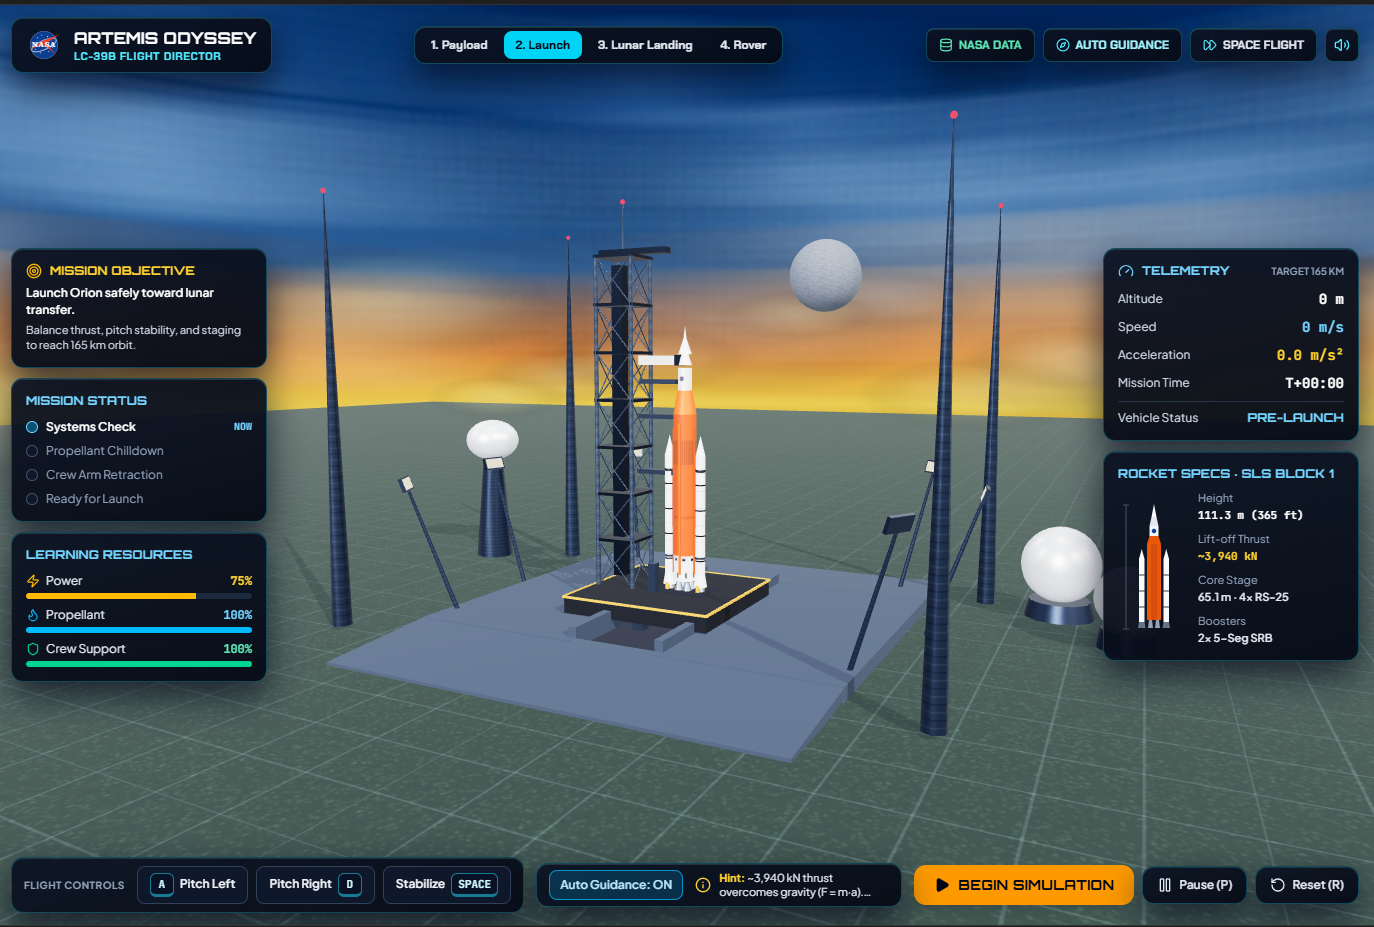 NASA
ARTEMIS ODYSSEY
LC-39B FLIGHT DIRECTOR
1. Payload
2. Launch
3. Lunar Landing
4. Rover
NASA DATA
AUTO GUIDANCE
SPACE FLIGHT
MISSION OBJECTIVE
Launch Orion safely toward lunar
transfer.
Balance thrust, pitch stability, and staging
to reach 165 km orbit.
MISSION STATUS
Systems Check NOW
Propellant Chilldown
Crew Arm Retraction
Ready for Launch
LEARNING RESOURCES
Power 75%
Propellant 100%
Crew Support 100%
TELEMETRY TARGET 165 KM
Altitude 0 m
Speed 0 m/s
Acceleration 0.0 m/s²
Mission Time T+00:00
Vehicle Status PRE-LAUNCH
ROCKET SPECS · SLS BLOCK 1
Height
111.3 m (365 ft)
Lift-off Thrust
~3,940 kN
Core Stage
65.1 m · 4x RS-25
Boosters
2x 5-Seg SRB
FLIGHT CONTROLS
A Pitch Left
Pitch Right D
Stabilize SPACE
Auto Guidance: ON
Hint: ~3,940 kN thrust
overcomes gravity (F = m·a)....
BEGIN SIMULATION
Pause (P)
Reset (R)